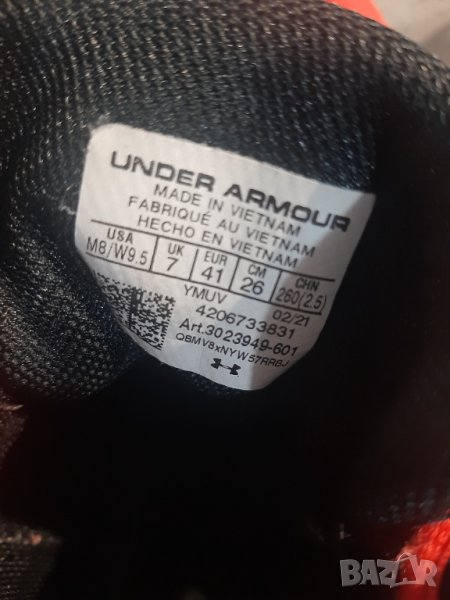 UNDER ARMOUR
MADE IN VIETNAM
FABRIQUÉ AU VIETNAM
HECHO EN VIETNAM
USA UK EUR CM CHN
M8/W9.5 7 41 26 260(2.5)
YMUV 02/21
4206733831
Art.3023949-601
QBMV8xNYW57RRBJ
BAZAR